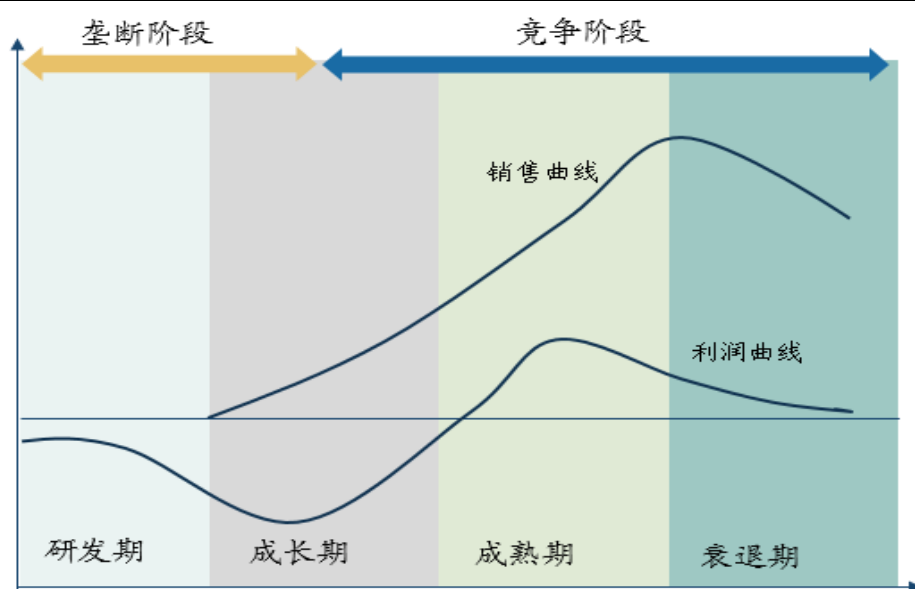 垄断阶段
竞争阶段
销售曲线
利润曲线
研发期
成长期
成熟期
衰退期